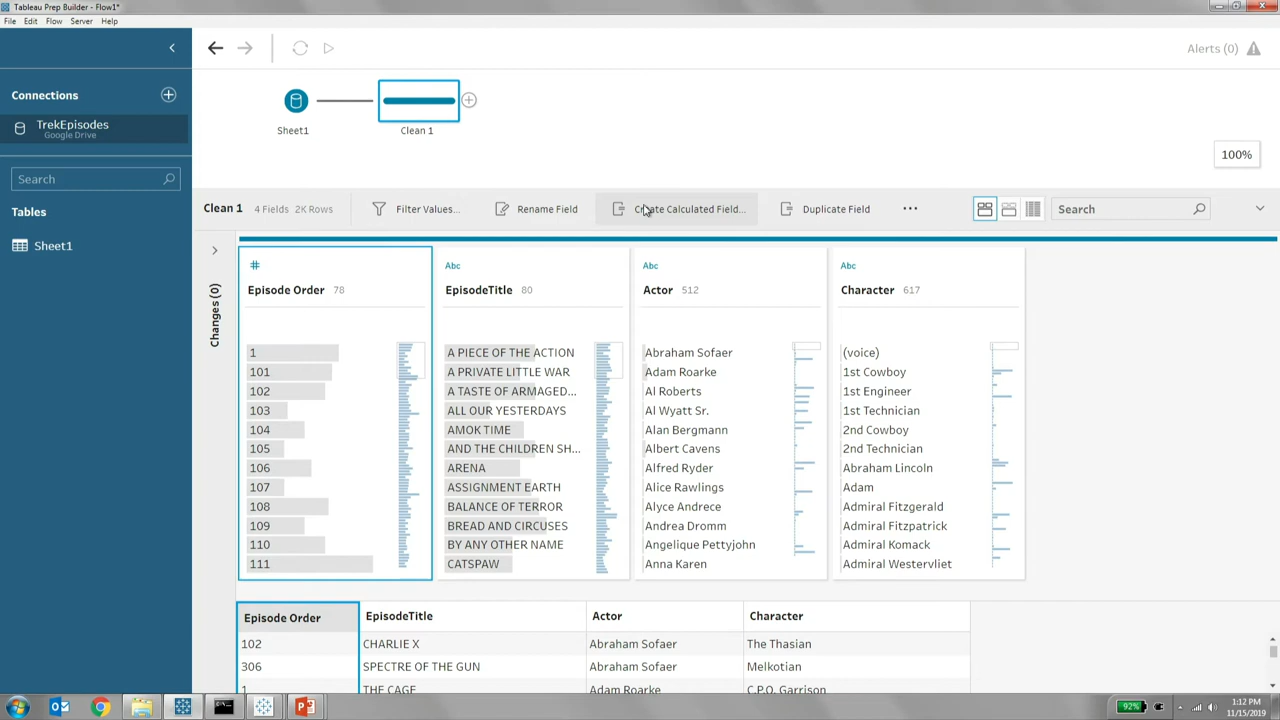 Tableau Prep Builder - Flow1*
File Edit Flow Server Help
Alerts (0)
Connections
TrekEpisodes
Google Drive
Search
Tables
Sheet1
Sheet1
Clean 1
100%
Clean 1 4 Fields 2K Rows Filter Values... Rename Field Create Calculated Field... Duplicate Field ••• Search
Changes (0)
#
Episode Order 78
1
101
102
103
104
105
106
107
108
109
110
111
Abc
EpisodeTitle 80
A PIECE OF THE ACTION
A PRIVATE LITTLE WAR
A TASTE OF ARMAGED...
ALL OUR YESTERDAYS
AMOK TIME
AND THE CHILDREN SH...
ARENA
ASSIGNMENT EARTH
BALANCE OF TERROR
BREAD AND CIRCUSES
BY ANY OTHER NAME
CATSPAW
Abc
Actor 512
Abraham Sofaer
Adam Roarke
Al Roberts
Al Wyatt Sr.
Alan Bergmann
Albert Cavens
Alfred Ryder
Alice Rawlings
Alyce Andrece
Andrea Dromm
Angelique Pettyjohn
Anna Karen
Abc
Character 617
(voice)
1st Cowboy
1st Engineer
1st Technician
2nd Cowboy
2nd Technician
Abraham Lincoln
Adam
Admiral Fitzgerald
Admiral Fitzpatrick
Admiral Komack
Admiral Westervliet
Episode Order EpisodeTitle Actor Character
102 CHARLIE X Abraham Sofaer The Thasian
306 SPECTRE OF THE GUN Abraham Sofaer Melkotian
1 THE CAGE Adam Roarke C.P.O. Garrison
92%
1:12 PM
11/15/2019